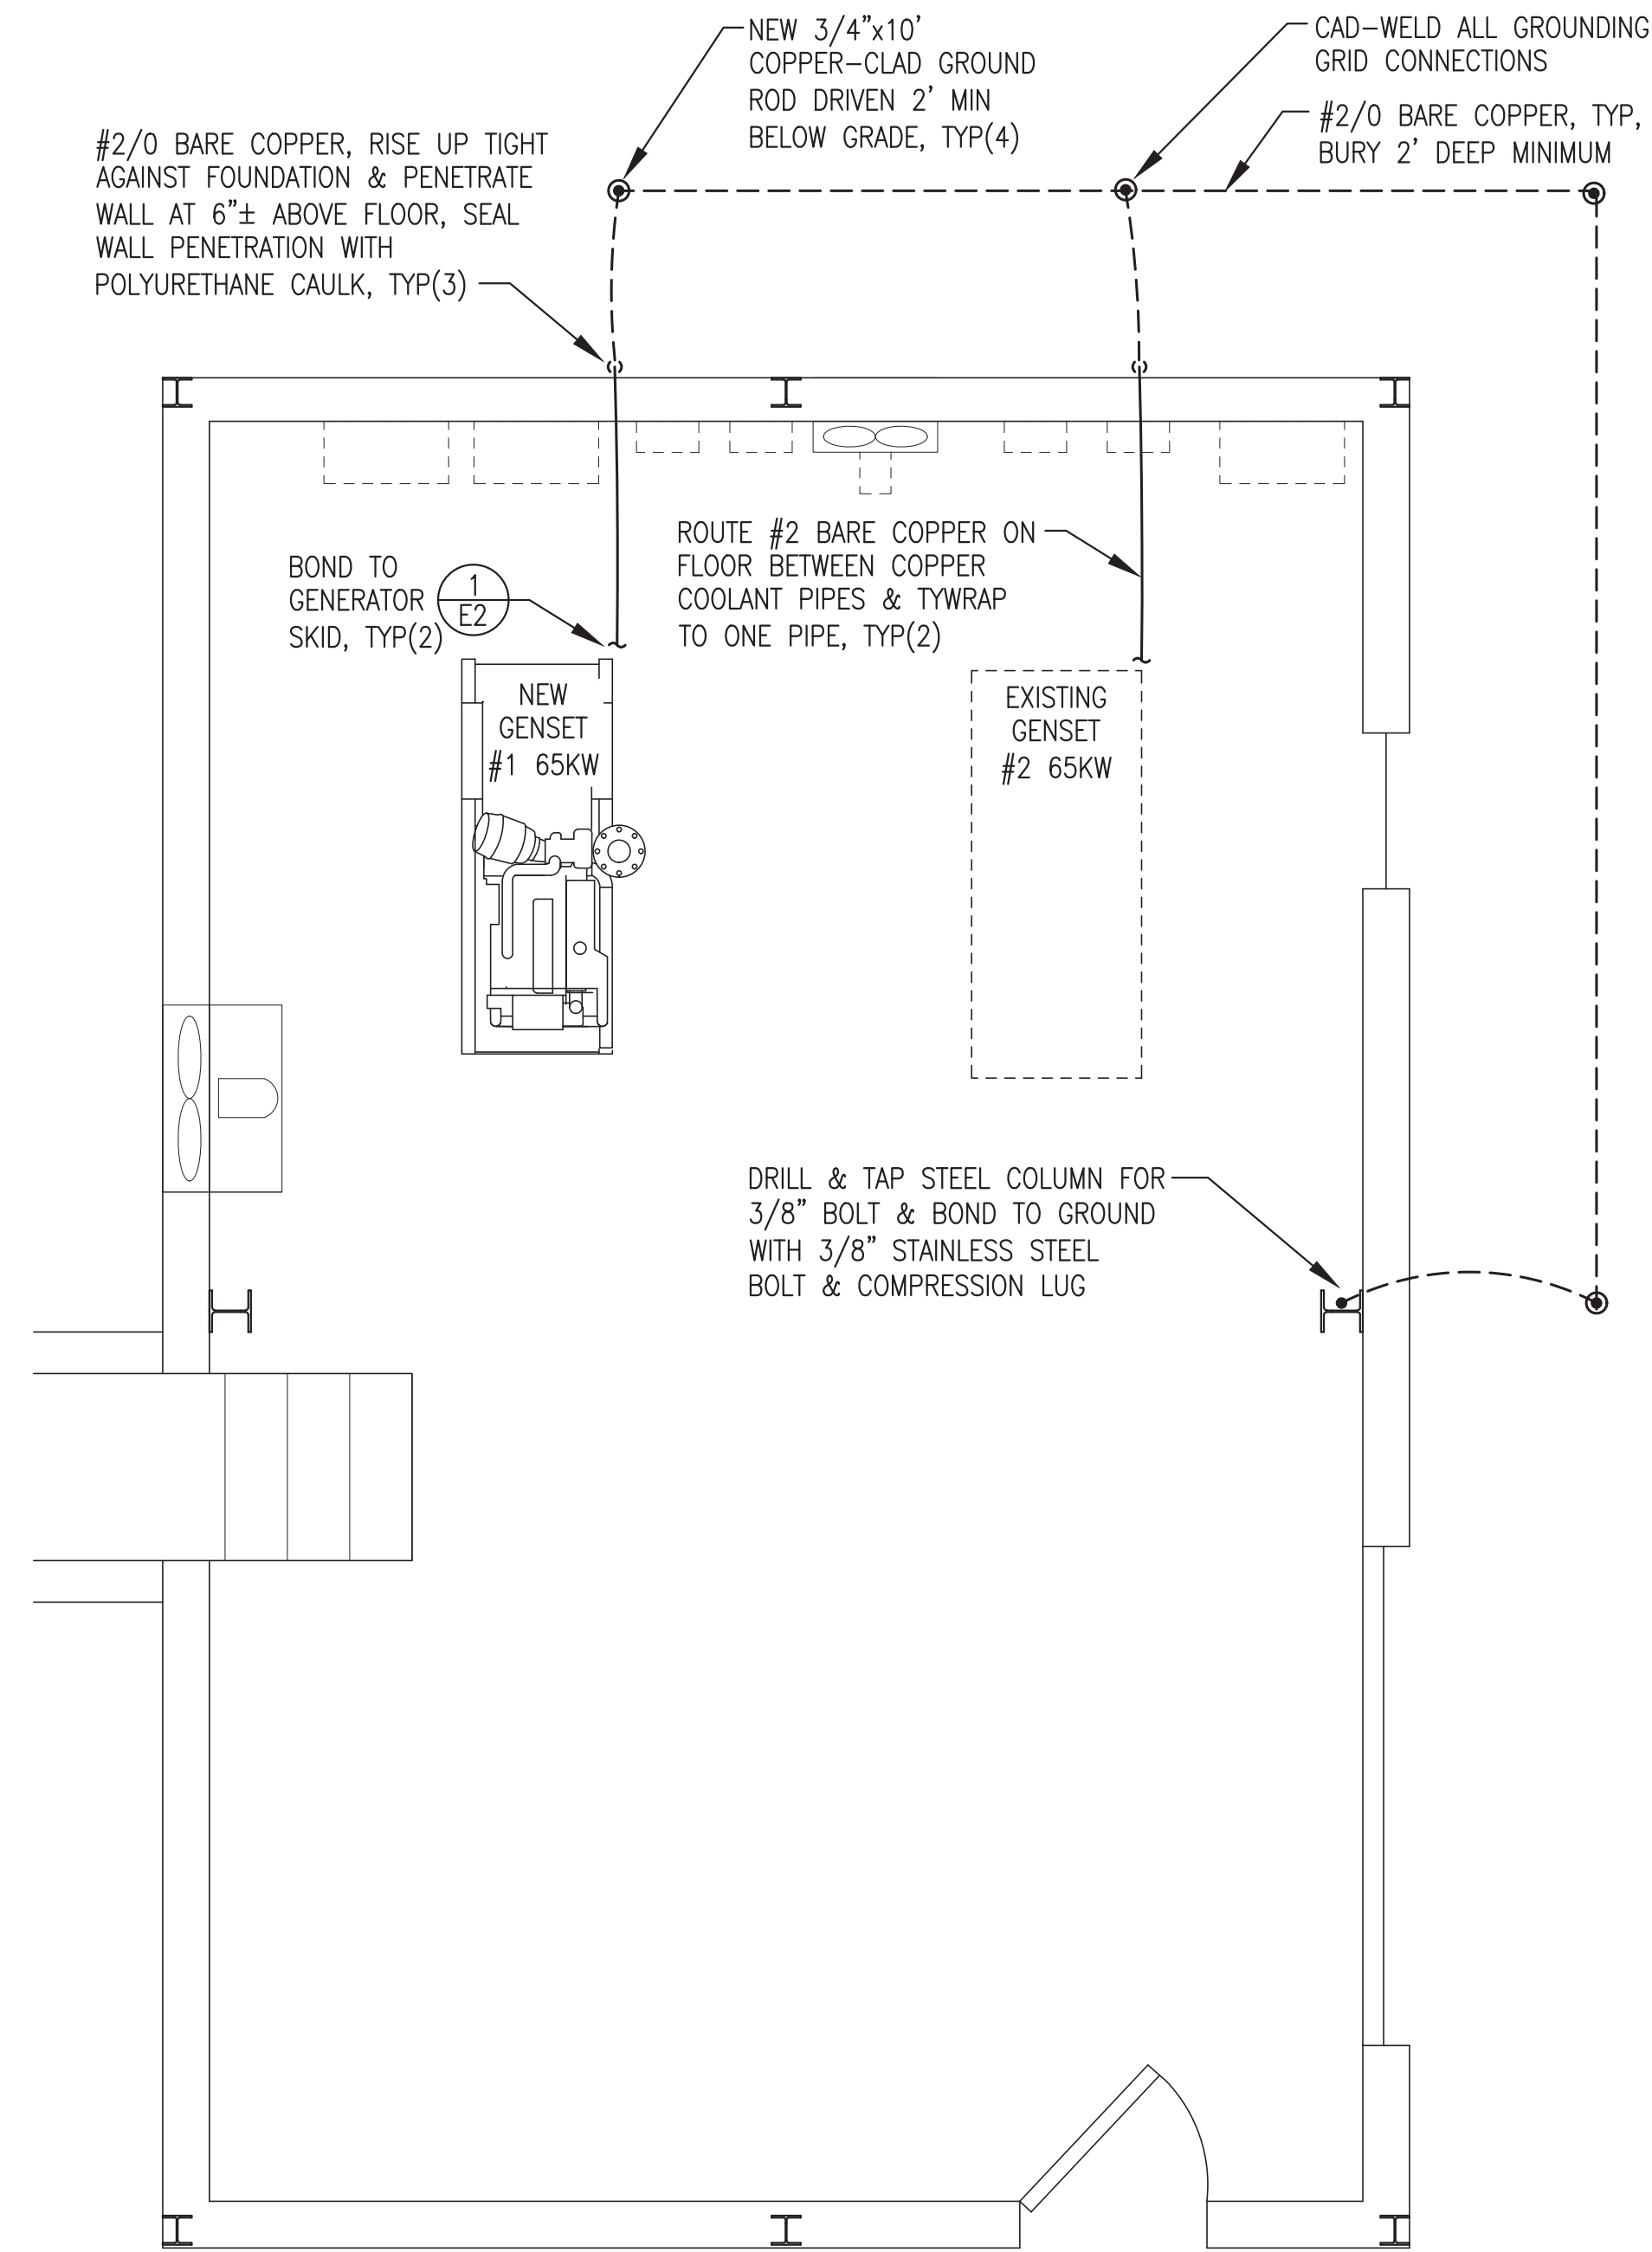 NEW 3/4"x10'
COPPER-CLAD GROUND
ROD DRIVEN 2' MIN
BELOW GRADE, TYP(4)
CAD-WELD ALL GROUNDING
GRID CONNECTIONS
#2/0 BARE COPPER, TYP,
BURY 2' DEEP MINIMUM
#2/0 BARE COPPER, RISE UP TIGHT
AGAINST FOUNDATION & PENETRATE
WALL AT 6"± ABOVE FLOOR, SEAL
WALL PENETRATION WITH
POLYURETHANE CAULK, TYP(3)
BOND TO
GENERATOR
SKID, TYP(2)
1
E2
ROUTE #2 BARE COPPER ON
FLOOR BETWEEN COPPER
COOLANT PIPES & TYWRAP
TO ONE PIPE, TYP(2)
NEW
GENSET
#1 65KW
EXISTING
GENSET
#2 65KW
DRILL & TAP STEEL COLUMN FOR
3/8" BOLT & BOND TO GROUND
WITH 3/8" STAINLESS STEEL
BOLT & COMPRESSION LUG